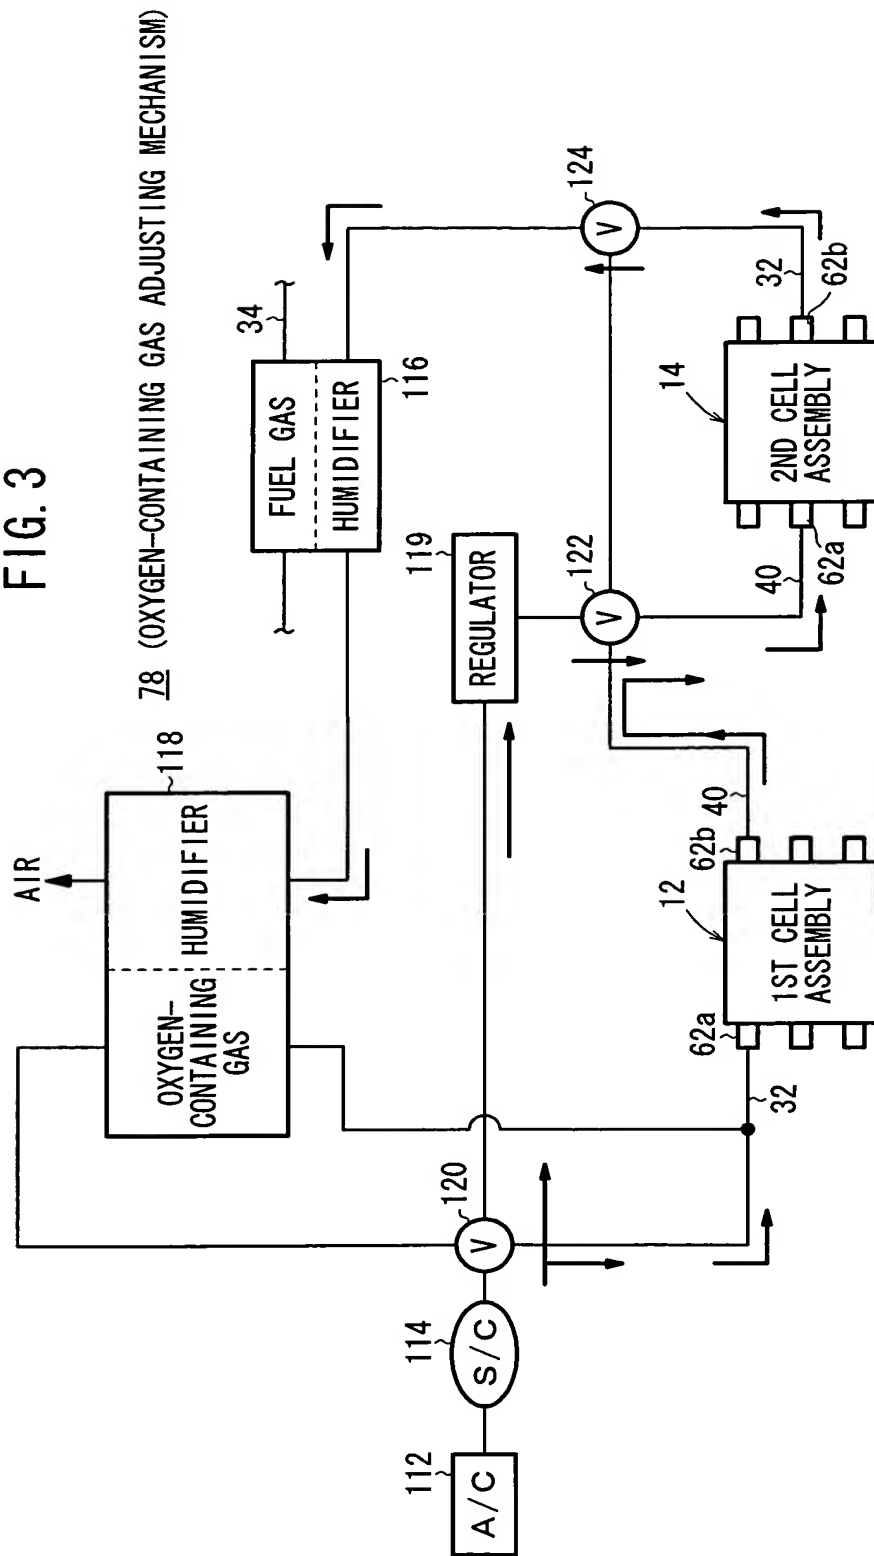 FIG. 3
78 (OXYGEN-CONTAINING GAS ADJUSTING MECHANISM)
AIR
118
OXYGEN-
CONTAINING
GAS
HUMIDIFIER
34
FUEL GAS
HUMIDIFIER
116
112
A/C
114
S/C
120
V
119
REGULATOR
122
V
124
V
32
62a
12
1ST CELL
ASSEMBLY
62b
40
40
62a
14
2ND CELL
ASSEMBLY
32
62b